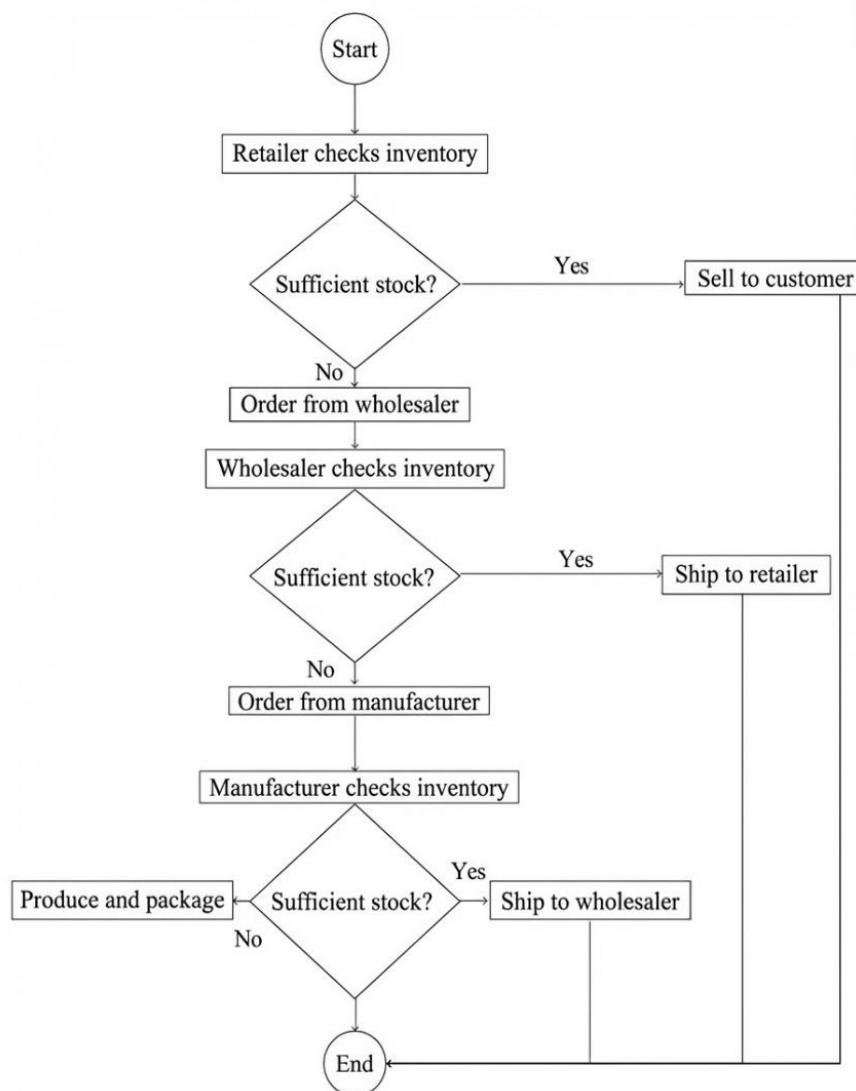 Start
Retailer checks inventory
Sufficient stock?
Yes
Sell to customer
No
Order from wholesaler
Wholesaler checks inventory
Sufficient stock?
Yes
Ship to retailer
No
Order from manufacturer
Manufacturer checks inventory
Produce and package
No
Sufficient stock?
Yes
Ship to wholesaler
End